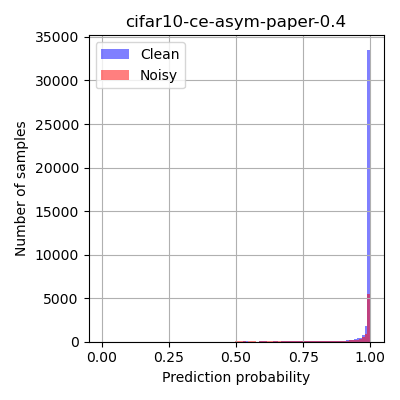 cifar10-ce-asym-paper-0.4
Clean
Noisy
35000
30000
25000
20000
15000
10000
5000
0
Number of samples
0.00 0.25 0.50 0.75 1.00
Prediction probability